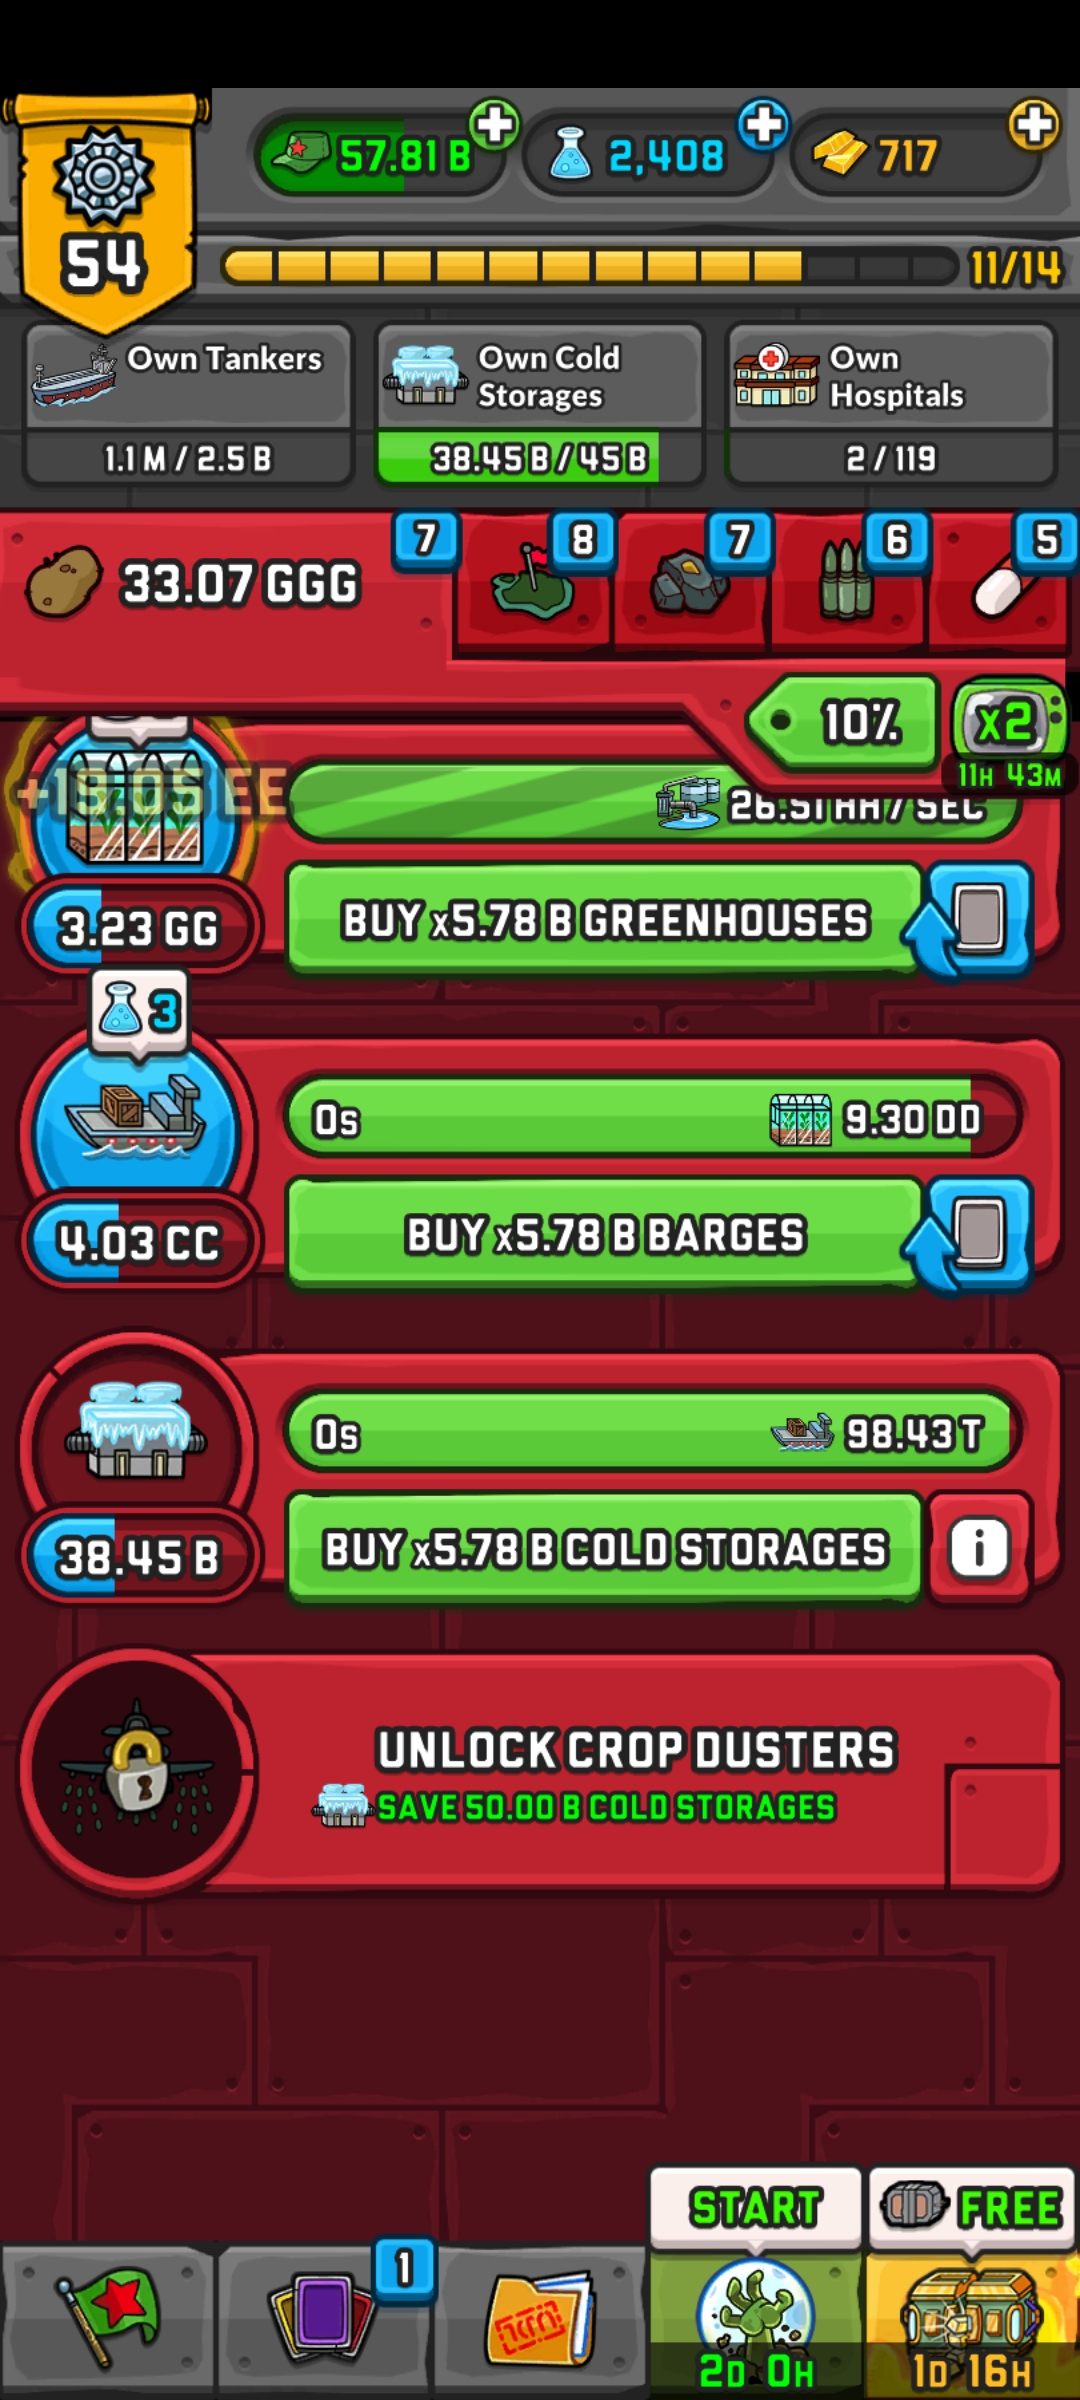 57.81 B
2,408
717
54
11/14
Own Tankers
1.1 M / 2.5 B
Own Cold
Storages
38.45 B / 45 B
Own
Hospitals
2 / 119
33.07 GGG
7
8
7
6
5
10%
x2
11H 43M
BUY x5.78 B GREENHOUSES
3.23 GG
3
0s
9.30 DD
BUY x5.78 B BARGES
4.03 CC
0s
98.43 T
BUY x5.78 B COLD STORAGES
i
38.45 B
UNLOCK CROP DUSTERS
SAVE 50.00 B COLD STORAGES
START
FREE
1
2D 0H
1D 16H